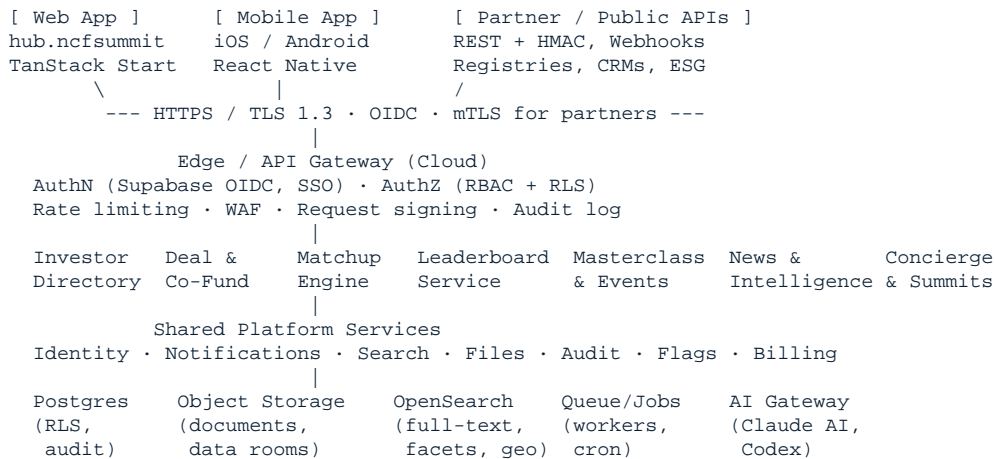 [ Web App ] [ Mobile App ] [ Partner / Public APIs ]
hub.ncfsummit iOS / Android REST + HMAC, Webhooks
TanStack Start React Native Registries, CRMs, ESG
\ | /
--- HTTPS / TLS 1.3 · OIDC · mTLS for partners ---
|
Edge / API Gateway (Cloud)
AuthN (Supabase OIDC, SSO) · AuthZ (RBAC + RLS)
Rate limiting · WAF · Request signing · Audit log
|
Investor Deal & Matchup Leaderboard Masterclass News & Concierge
Directory Co-Fund Engine Service & Events Intelligence & Summits
|
Shared Platform Services
Identity · Notifications · Search · Files · Audit · Flags · Billing
|
Postgres Object Storage OpenSearch Queue/Jobs AI Gateway
(RLS, (documents, (full-text, (workers, (Claude AI,
audit) data rooms) facets, geo) cron) Codex)